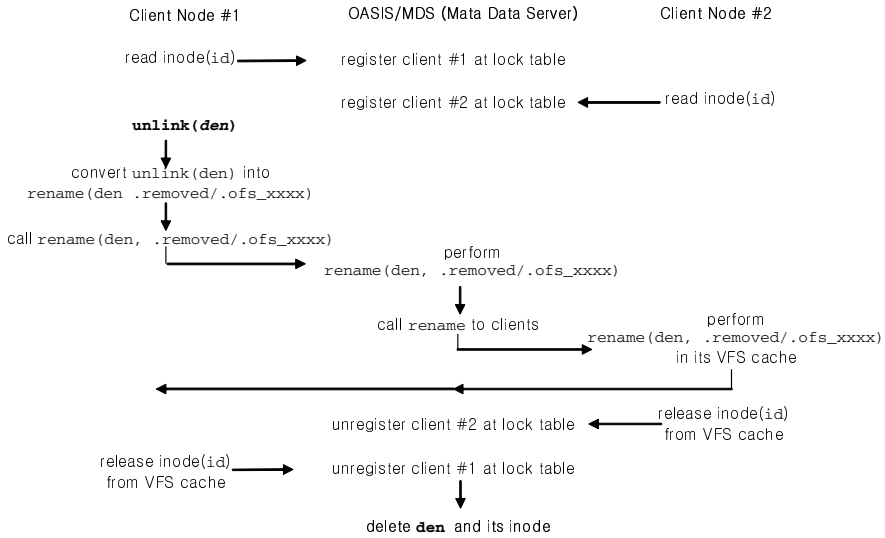 Client Node #1
OASIS/MDS (Mata Data Server)
Client Node #2
read inode(id)
register client #1 at lock table
register client #2 at lock table
read inode(id)
unlink(den)
convert unlink(den) into
rename(den .removed/.ofs_xxxx)
call rename(den, .removed/.ofs_xxxx)
perform
rename(den, .removed/.ofs_xxxx)
call rename to clients
perform
rename(den, .removed/.ofs_xxxx)
in its VFS cache
unregister client #2 at lock table
release inode(id)
from VFS cache
release inode(id)
from VFS cache
unregister client #1 at lock table
delete den and its inode